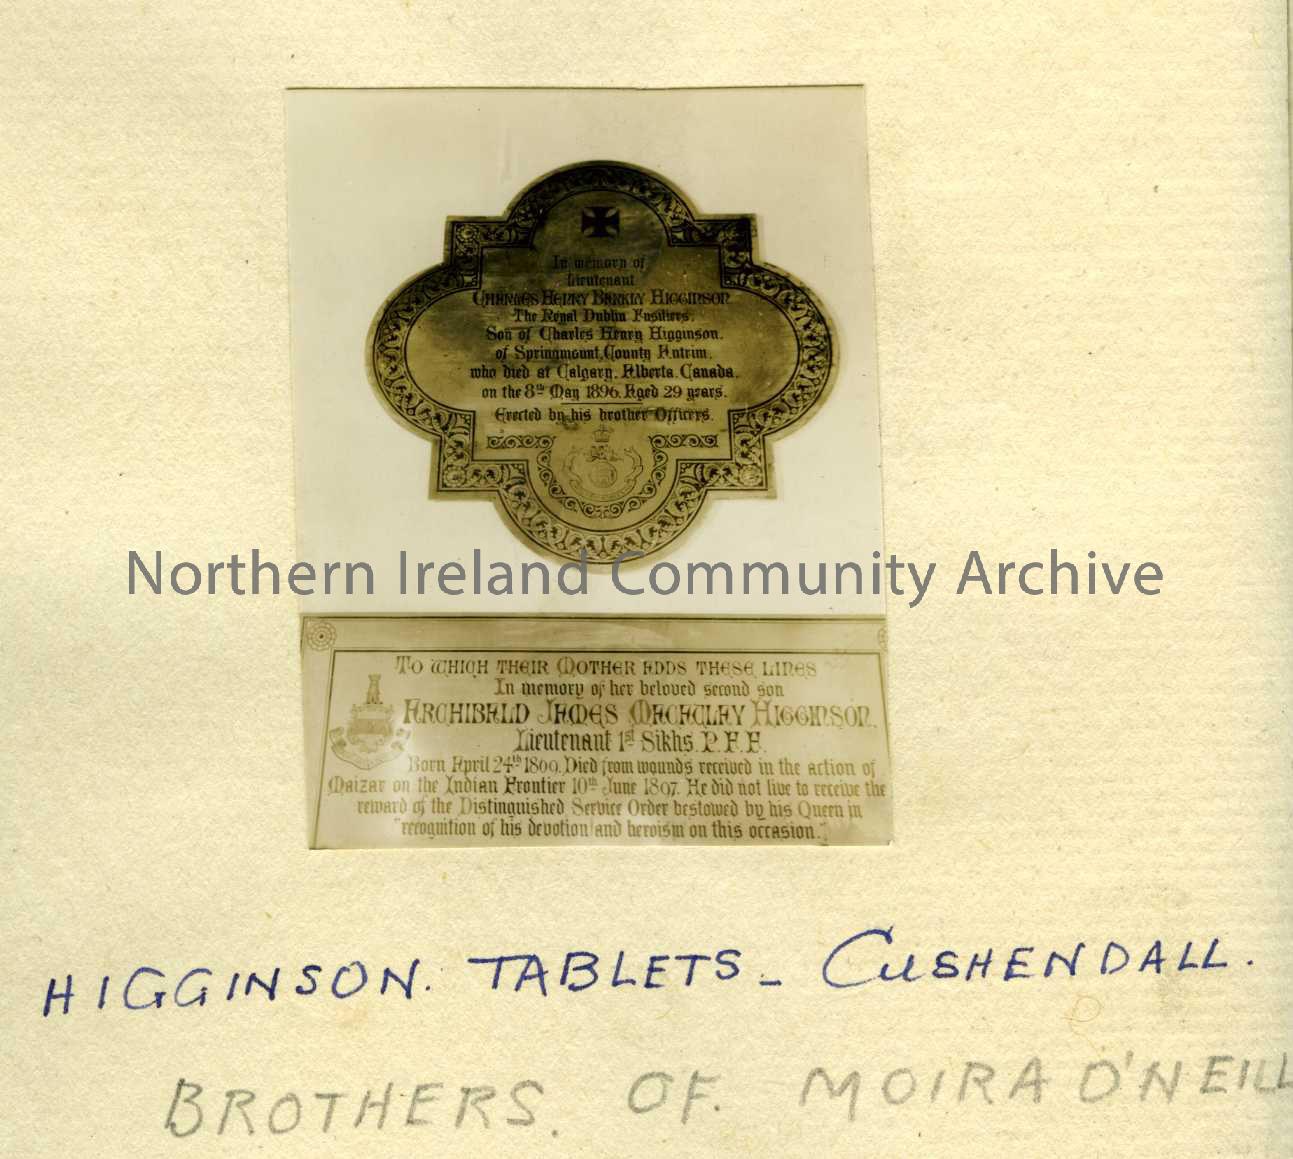 In memory of
Lieutenant
CHARLES HENRY BARKLY HIGGINSON
The Royal Dublin Fusiliers.
Son of Charles Henry Higginson.
of Springmount, County Antrim.
who died at Calgary, Alberta. Canada.
on the 8th May 1896. Aged 29 years.
Erected by his brother Officers.
Northern Ireland Community Archive
TO WHICH THEIR MOTHER ADDS THESE LINES
In memory of her beloved second son
ARCHIBALD JAMES MACAULAY HIGGINSON.
Lieutenant 1st Sikhs. P. F. F.
Born April 24th Died from wounds received in the action of
Maizar on the Indian Frontier 10th June 1897. He did not live to receive the
reward of the Distinguished Service Order bestowed by his Queen in
"recognition of his devotion and heroism on this occasion."
HIGGINSON. TABLETS - CUSHENDALL.
BROTHERS. OF. MOIRA O'NEILL